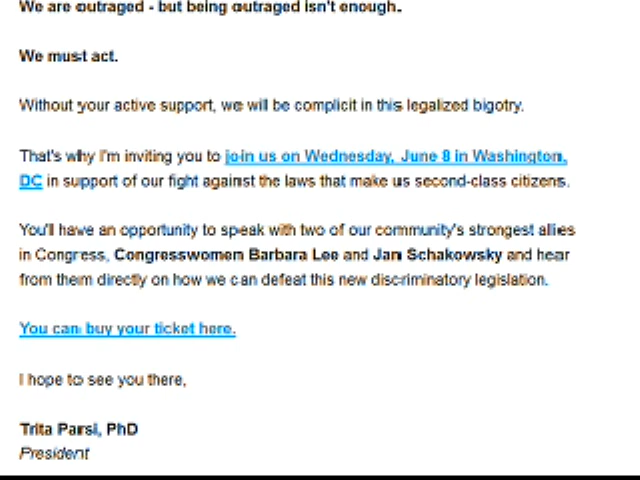 We are outraged - but being outraged isn't enough.
We must act.
Without your active support, we will be complicit in this legalized bigotry.
That's why I'm inviting you to join us on Wednesday, June 8 in Washington,
DC in support of our fight against the laws that make us second-class citizens.
You'll have an opportunity to speak with two of our community's strongest allies
in Congress, Congresswomen Barbara Lee and Jan Schakowsky and hear
from them directly on how we can defeat this new discriminatory legislation.
You can buy your ticket here.
I hope to see you there,
Trita Parsi, PhD
President